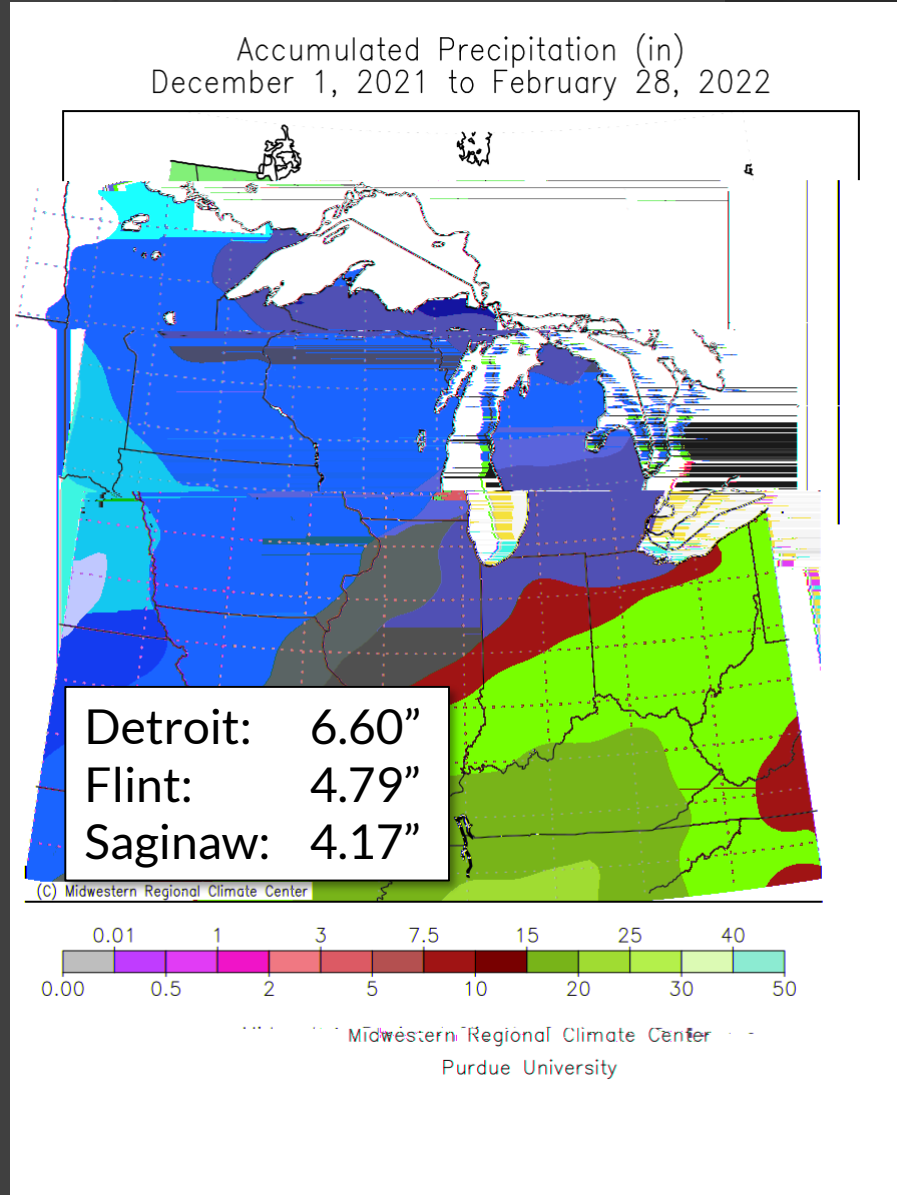 Accumulated Precipitation (in)
December 1, 2021 to February 28, 2022
Detroit: 6.60”
Flint: 4.79”
Saginaw: 4.17”
(C) Midwestern Regional Climate Center
0.01 1 3 7.5 15 25 40
0.00 0.5 2 5 10 20 30 50
Midwestern Regional Climate Center
Purdue University